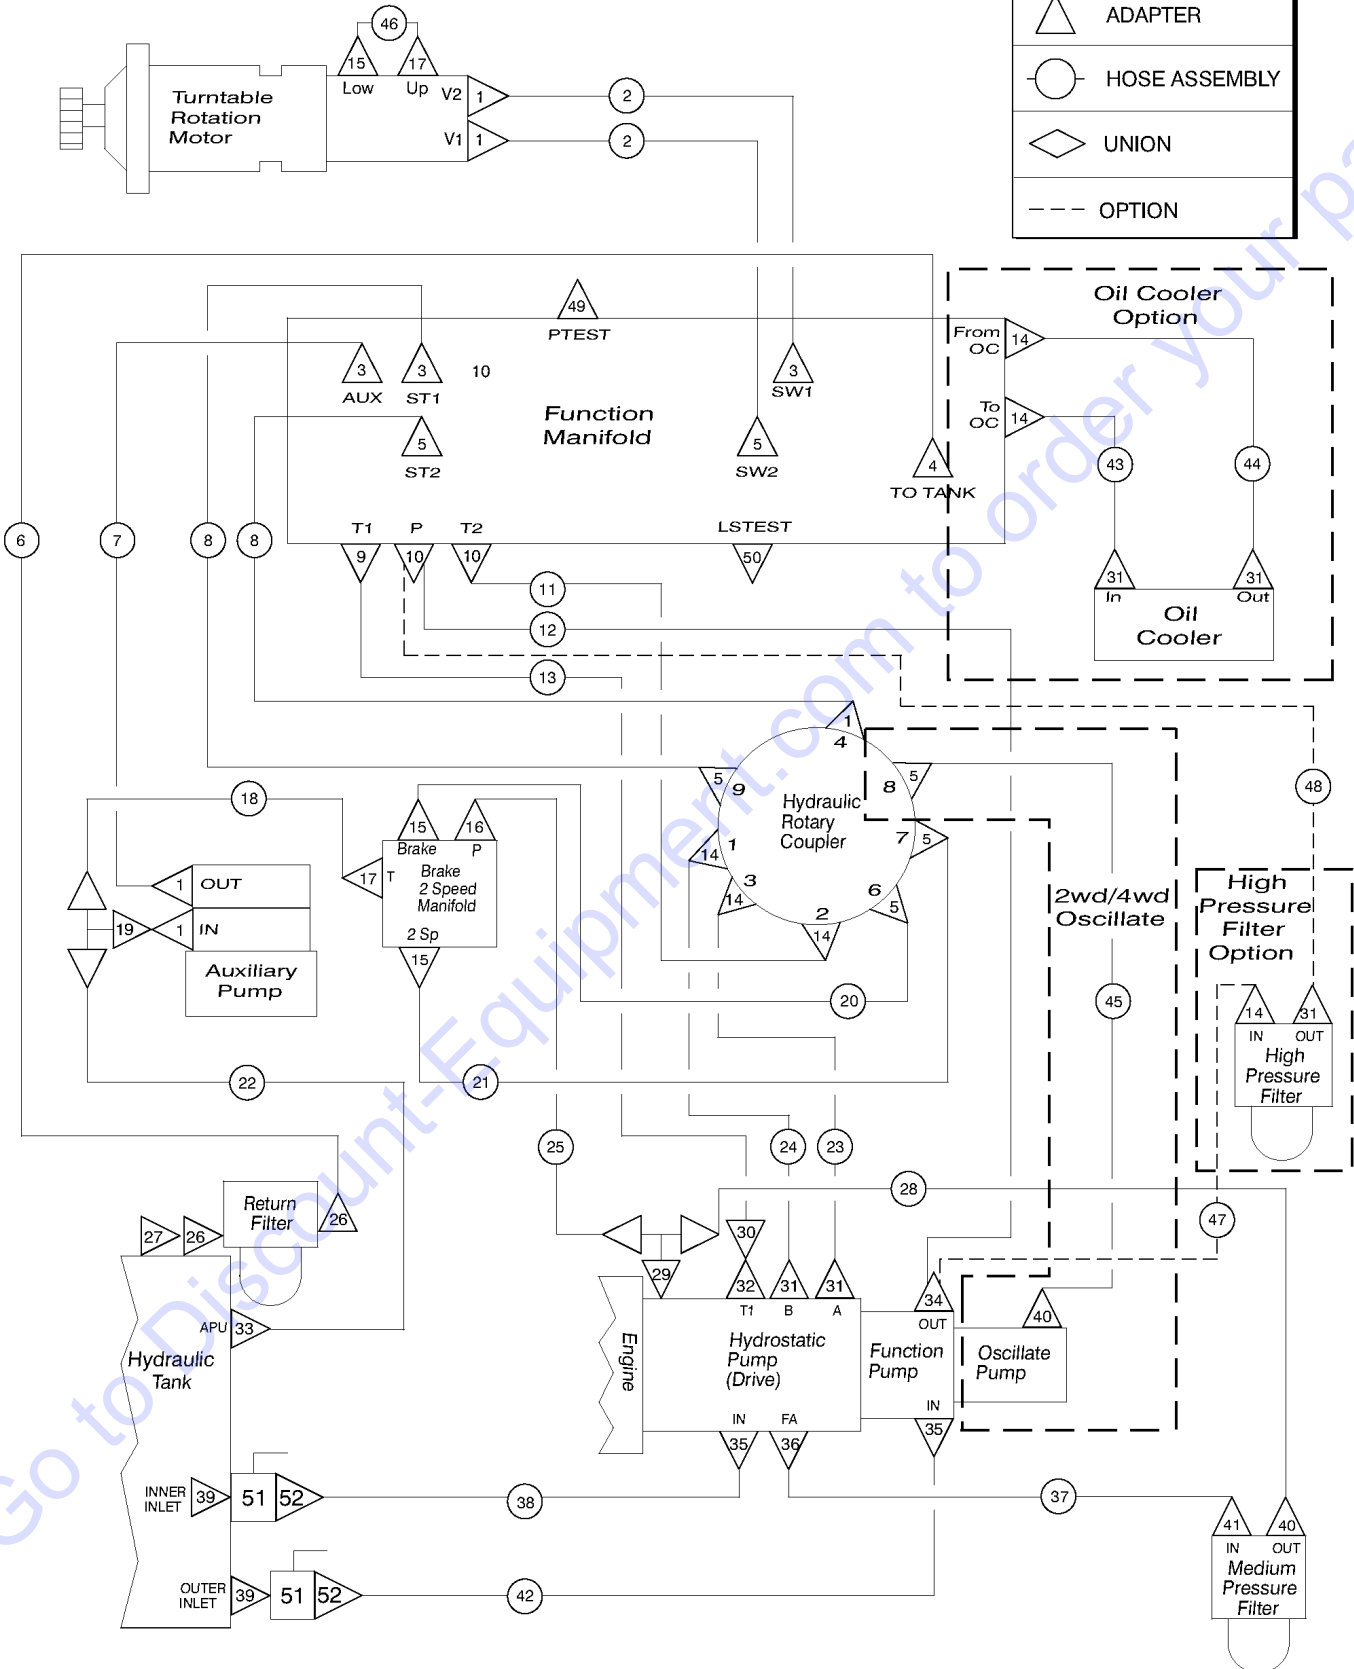 ADAPTER
HOSE ASSEMBLY
UNION
OPTION
46
15
17
Low
Up
V2
1
2
V1
1
2
Turntable
Rotation
Motor
Oil Cooler
Option
49
PTEST
From
OC
14
3
AUX
3
ST1
10
3
SW1
Function
Manifold
To
OC
14
5
ST2
5
SW2
4
TO TANK
43
44
6
7
8
8
T1
P
T2
LSTEST
9
10
10
50
31
In
31
Out
Oil
Cooler
11
12
13
1
4
5
9
8
5
Hydraulic
Rotary
Coupler
1
14
7
5
3
14
6
5
2
14
18
15
16
Brake
P
17
T
Brake
2 Speed
Manifold
2 Sp
15
1
OUT
19
1
IN
Auxiliary
Pump
2wd/4wd
Oscillate
48
High
Pressure
Filter
Option
14
31
IN
OUT
High
Pressure
Filter
20
45
22
21
25
24
23
28
47
Return
Filter
26
27
26
APU
33
Hydraulic
Tank
29
30
32
31
31
T1
B
A
Engine
Hydrostatic
Pump
(Drive)
IN
FA
35
36
34
OUT
Function
Pump
IN
35
40
Oscillate
Pump
INNER
INLET
39
51
52
38
37
41
40
IN
OUT
Medium
Pressure
Filter
OUTER
INLET
39
51
52
42
Go to Discount-Equipment.com to order your pa